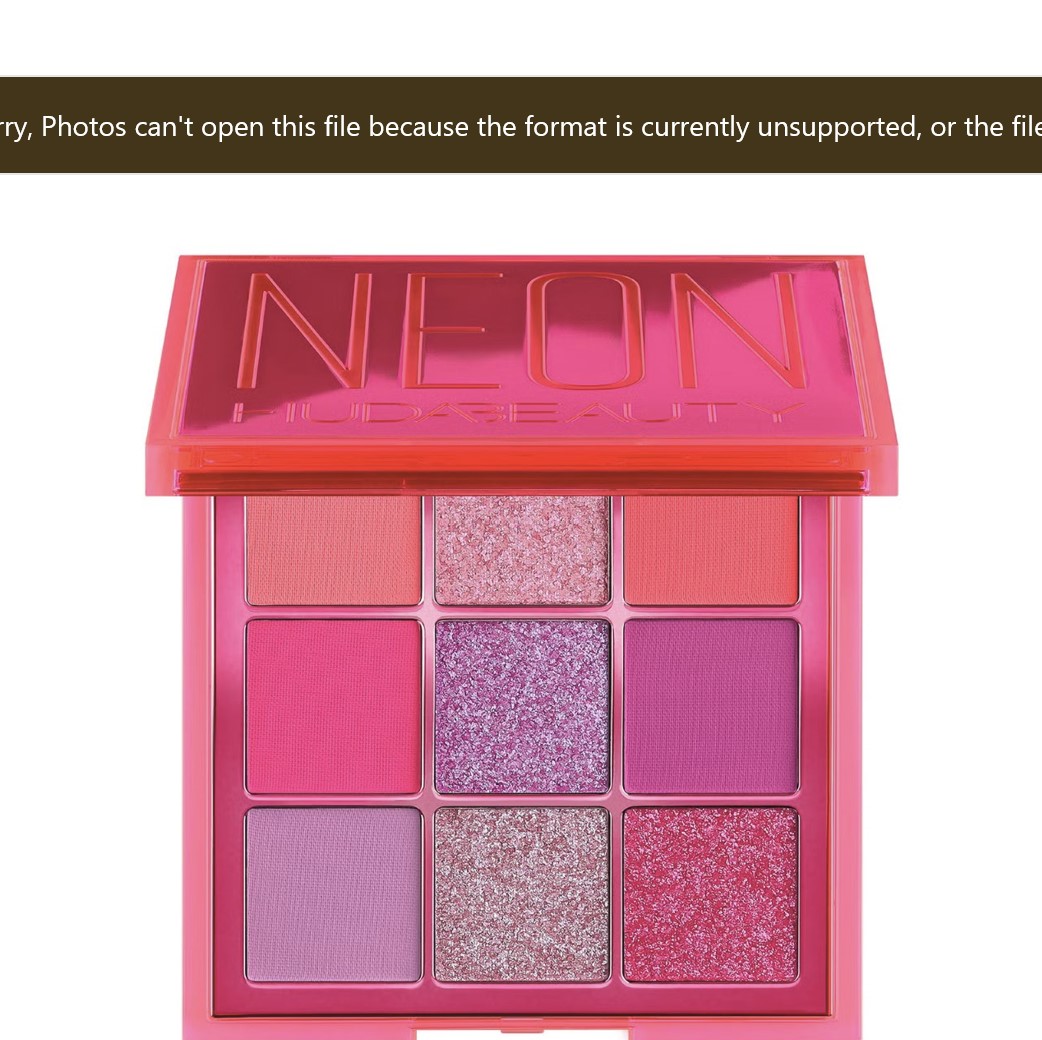 rry, Photos can't open this file because the format is currently unsupported, or the file
NEON
HUDABEAUTY